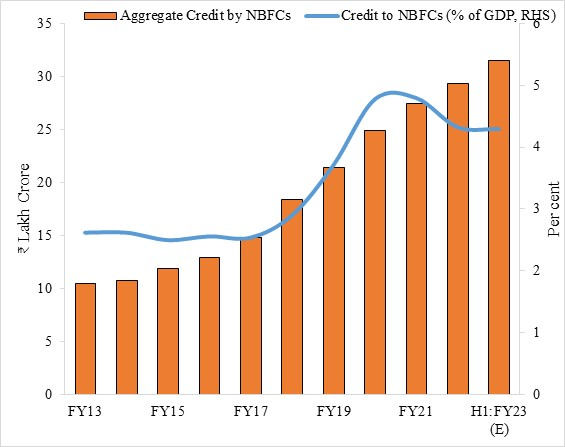 Aggregate Credit by NBFCs
Credit to NBFCs (% of GDP, RHS)
35
30
25
20
15
10
5
0
₹ Lakh Crore
6
5
4
3
2
1
0
Per cent
FY13
FY15
FY17
FY19
FY21
H1:FY23
(E)